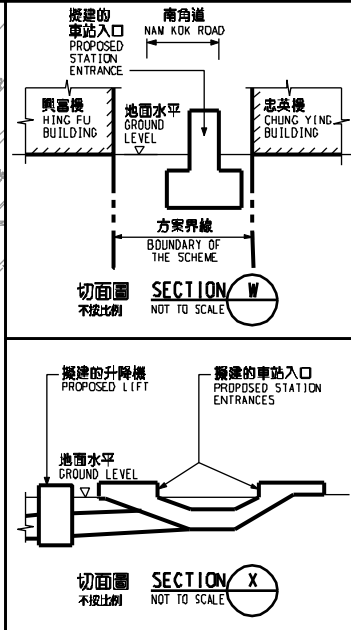 擬建的
車站入口
PROPOSED
STATION
ENTRANCE
南角道
NAM KOK ROAD
興富樓
HING FU
BUILDING
地面水平
GROUND
LEVEL
忠英樓
CHUNG YING
BUILDING
方案界線
BOUNDARY OF
THE SCHEME
切面圖
不按比例
SECTION W
NOT TO SCALE
擬建的升降機
PROPOSED LIFT
擬建的車站入口
PROPOSED STATION
ENTRANCES
地面水平
GROUND LEVEL
切面圖
不按比例
SECTION X
NOT TO SCALE